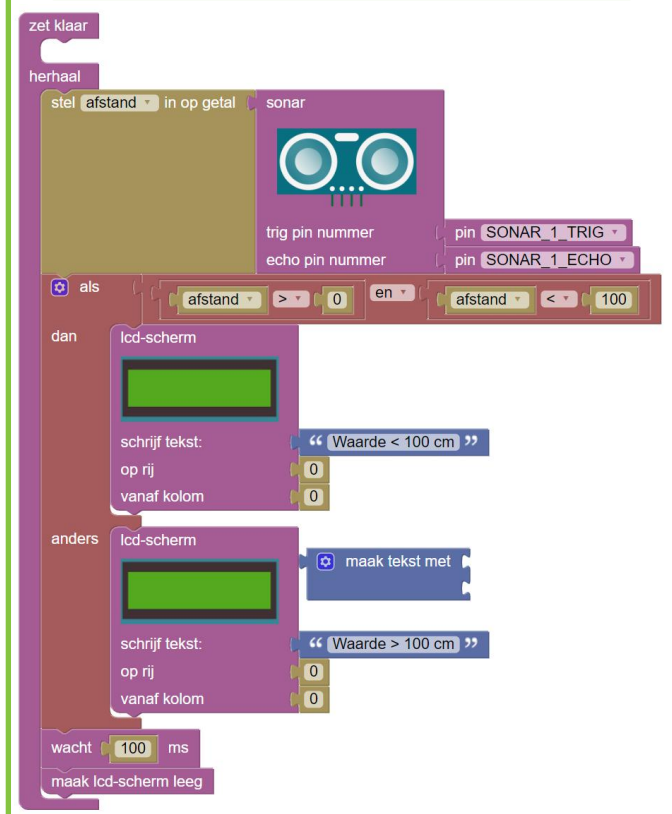 zet klaar
herhaal
stel afstand in op getal sonar
trig pin nummer pin SONAR_1_TRIG
echo pin nummer pin SONAR_1_ECHO
als afstand > 0 en afstand < 100
dan lcd-scherm
schrijf tekst: “ Waarde < 100 cm ”
op rij 0
vanaf kolom 0
anders lcd-scherm
maak tekst met
schrijf tekst: “ Waarde > 100 cm ”
op rij 0
vanaf kolom 0
wacht 100 ms
maak lcd-scherm leeg